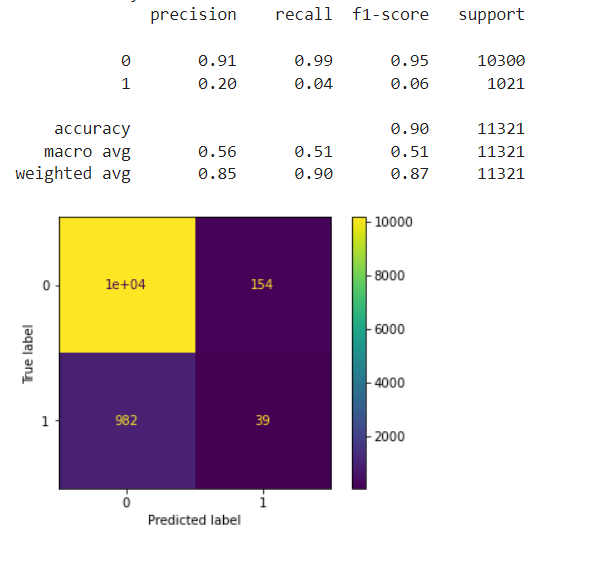 precision recall f1-score support
0 0.91 0.99 0.95 10300
1 0.20 0.04 0.06 1021
accuracy 0.90 11321
macro avg 0.56 0.51 0.51 11321
weighted avg 0.85 0.90 0.87 11321
10000
8000
6000
4000
2000
True label
0 1e+04 154
1 982 39
0 1
Predicted label